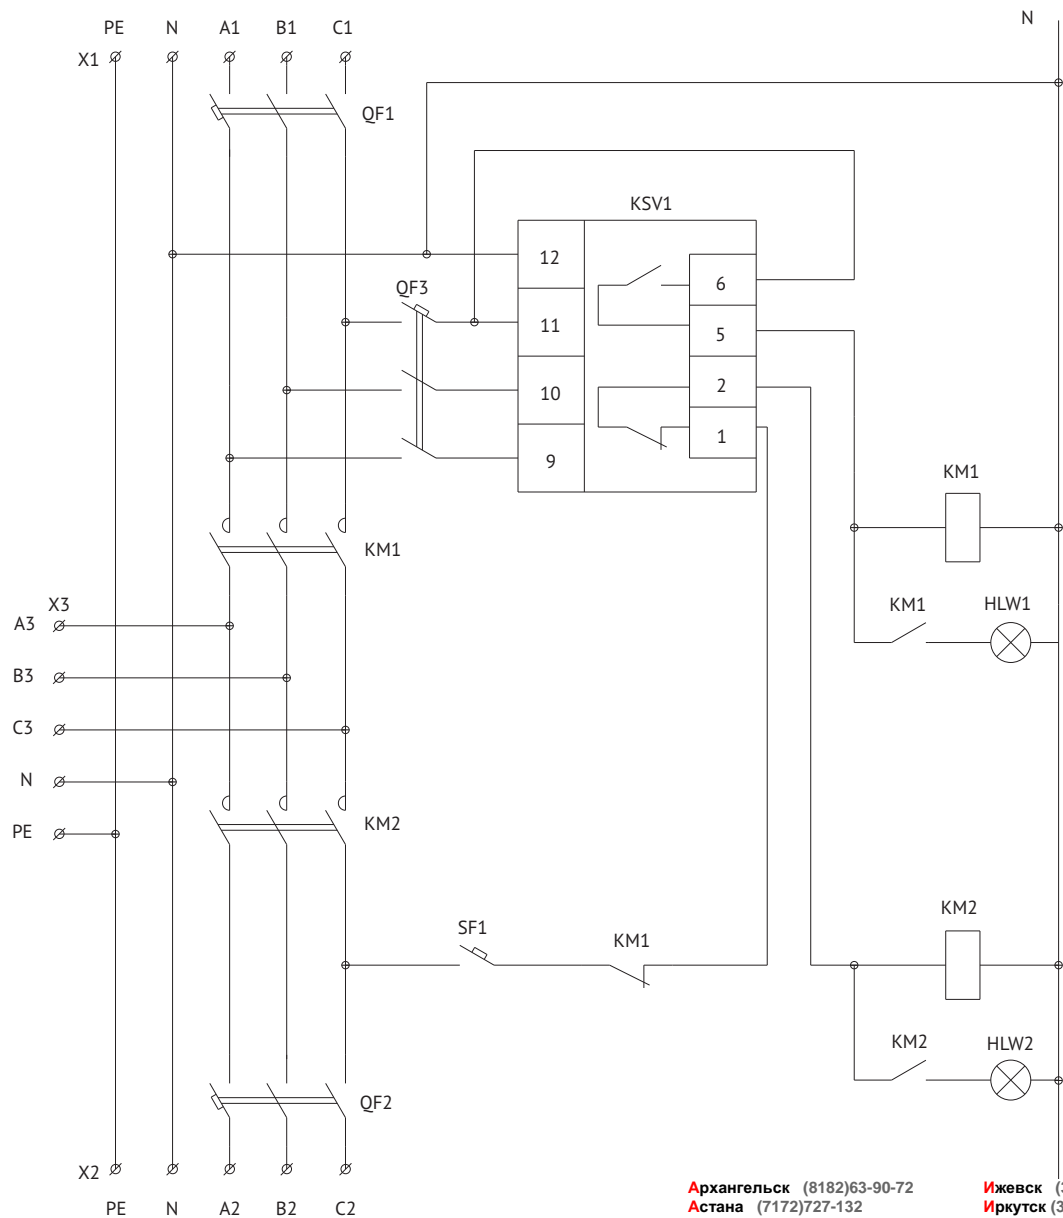 PE N A1 B1 C1 N
X1
QF1
KSV1
12
6
QF3
11
5
10
2
1
9
KM1
KM1
X3
KM1 HLW1
A3
B3
C3
N
KM2
PE
KM2
SF1
KM1
KM2 HLW2
QF2
X2
Архангельск (8182)63-90-72 Ижевск
Астана (7172)727-132 Иркутск
PE N A2 B2 C2